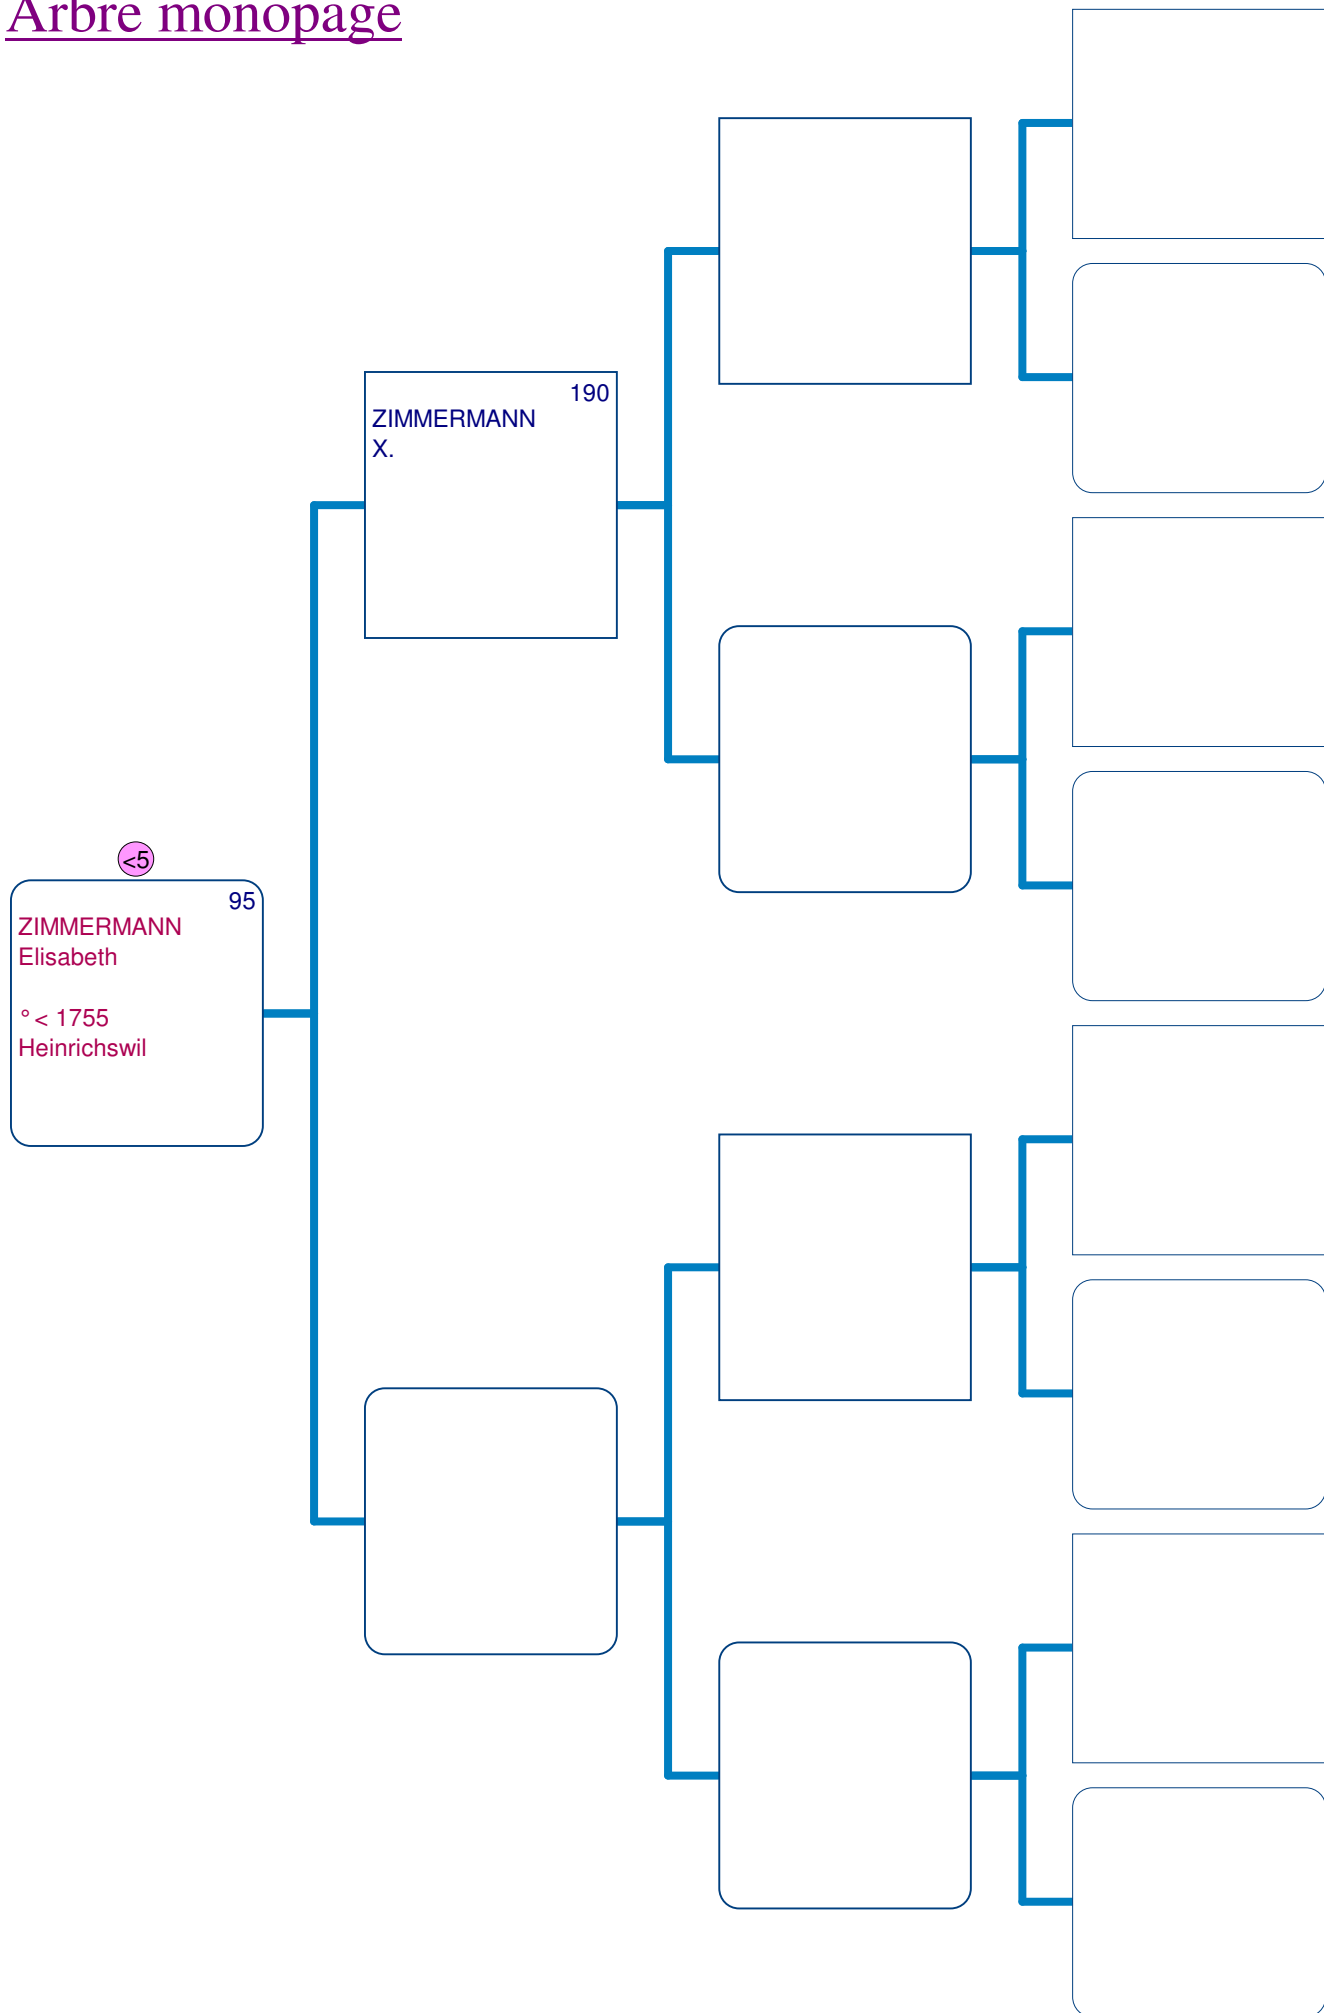 Arbre monopage
190
ZIMMERMANN
X.
<5
95
ZIMMERMANN
Elisabeth
° < 1755
Heinrichswil